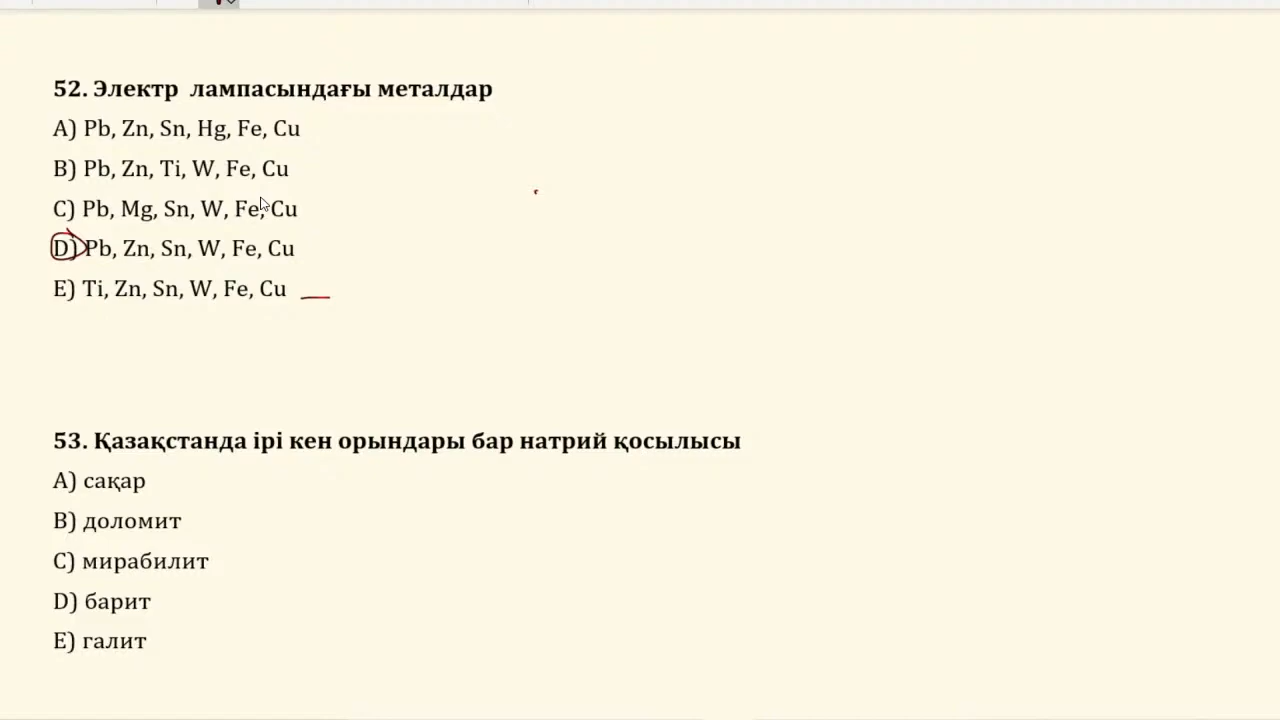 52. Электр лампасындағы металдар
A) Pb, Zn, Sn, Hg, Fe, Cu
B) Pb, Zn, Ti, W, Fe, Cu
C) Pb, Mg, Sn, W, Fe, Cu
D) Pb, Zn, Sn, W, Fe, Cu
E) Ti, Zn, Sn, W, Fe, Cu
53. Қазақстанда ірі кен орындары бар натрий қосылысы
A) сақар
B) доломит
C) мирабилит
D) барит
E) галит